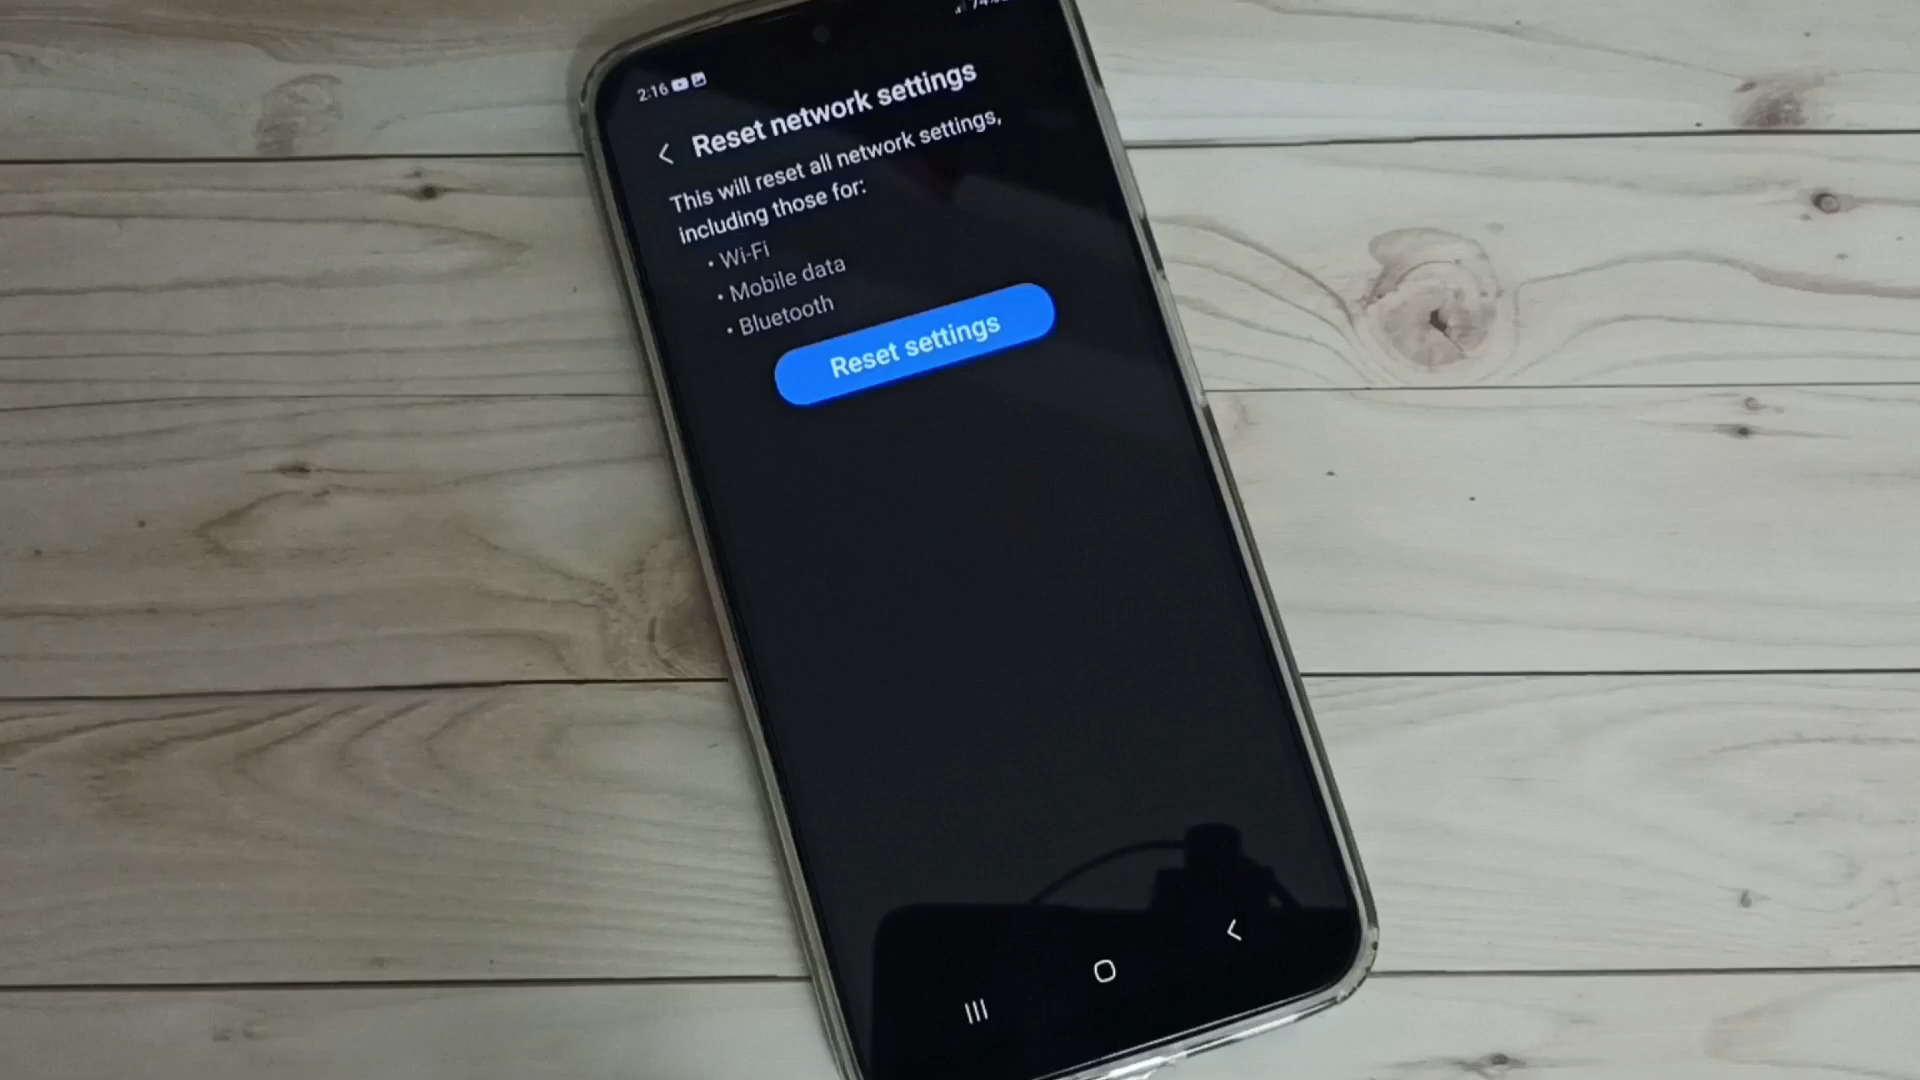 2:16
Reset network settings
This will reset all network settings,
including those for:
• Wi-Fi
• Mobile data
• Bluetooth
Reset settings